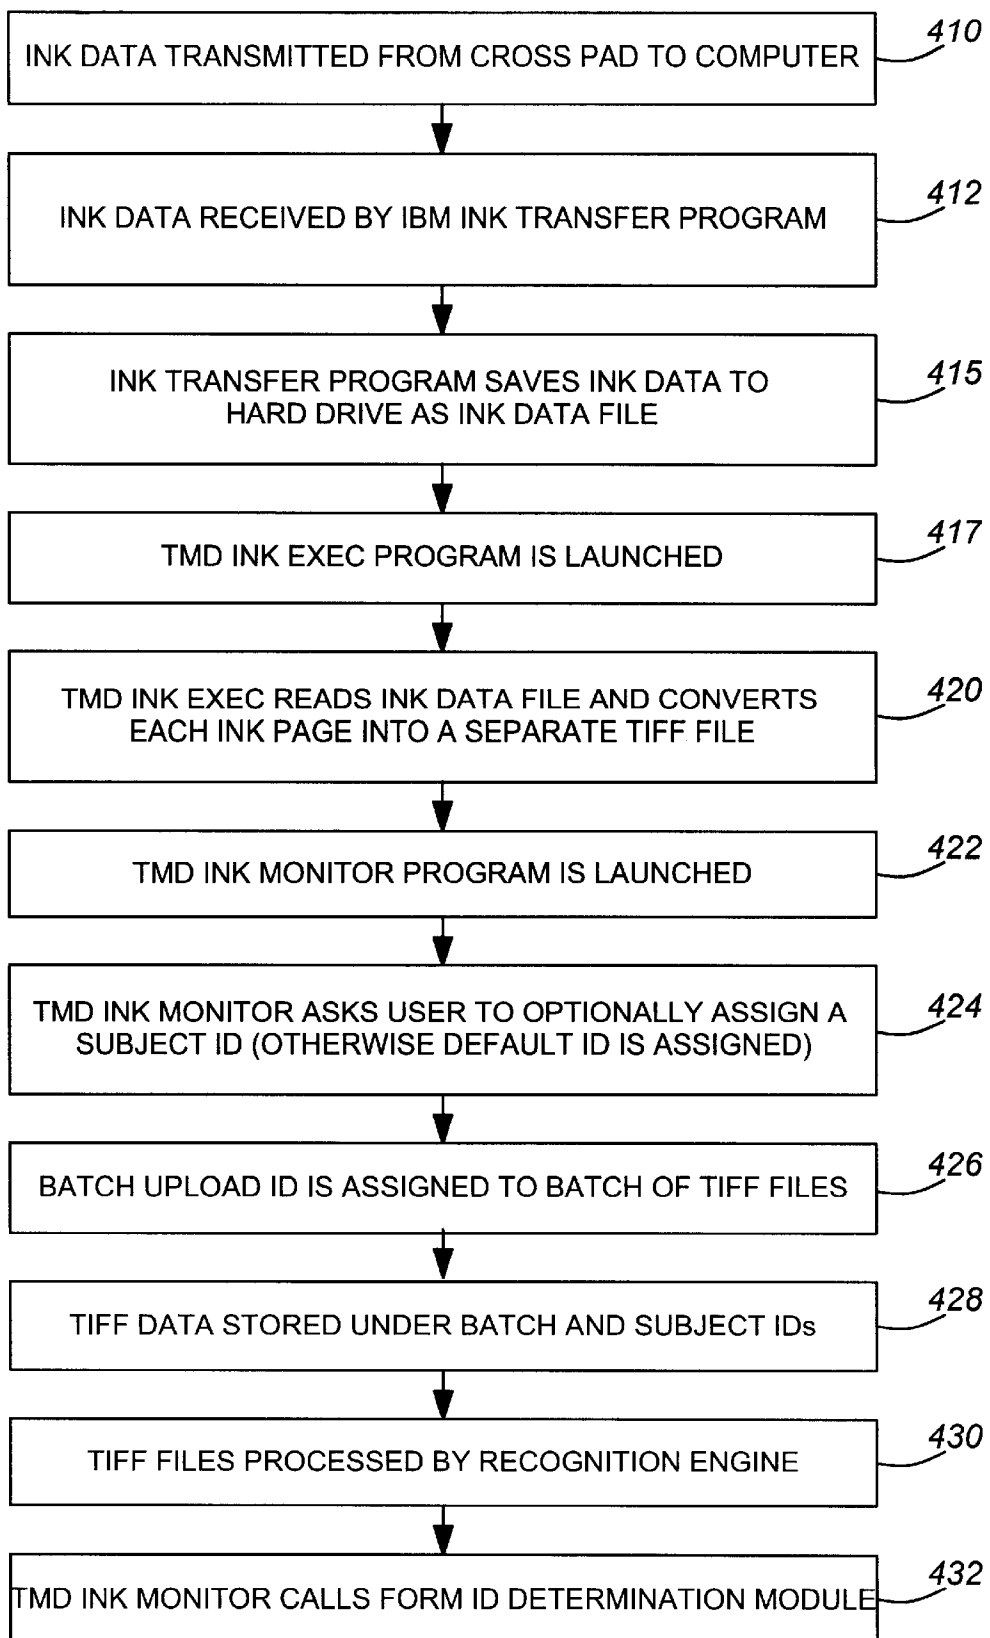 INK DATA TRANSMITTED FROM CROSS PAD TO COMPUTER
410
INK DATA RECEIVED BY IBM INK TRANSFER PROGRAM
412
INK TRANSFER PROGRAM SAVES INK DATA TO
HARD DRIVE AS INK DATA FILE
415
TMD INK EXEC PROGRAM IS LAUNCHED
417
TMD INK EXEC READS INK DATA FILE AND CONVERTS
EACH INK PAGE INTO A SEPARATE TIFF FILE
420
TMD INK MONITOR PROGRAM IS LAUNCHED
422
TMD INK MONITOR ASKS USER TO OPTIONALLY ASSIGN A
SUBJECT ID (OTHERWISE DEFAULT ID IS ASSIGNED)
424
BATCH UPLOAD ID IS ASSIGNED TO BATCH OF TIFF FILES
426
TIFF DATA STORED UNDER BATCH AND SUBJECT IDs
428
TIFF FILES PROCESSED BY RECOGNITION ENGINE
430
TMD INK MONITOR CALLS FORM ID DETERMINATION MODULE
432